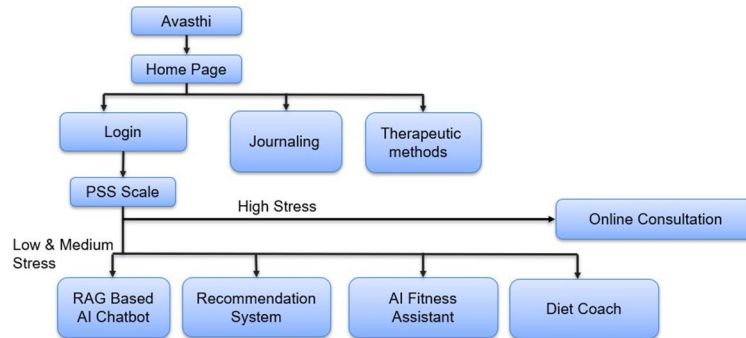 Avasthi
Home Page
Login
Journaling
Therapeutic
methods
PSS Scale
High Stress
Online Consultation
Low & Medium
Stress
RAG Based
AI Chatbot
Recommendation
System
AI Fitness
Assistant
Diet Coach